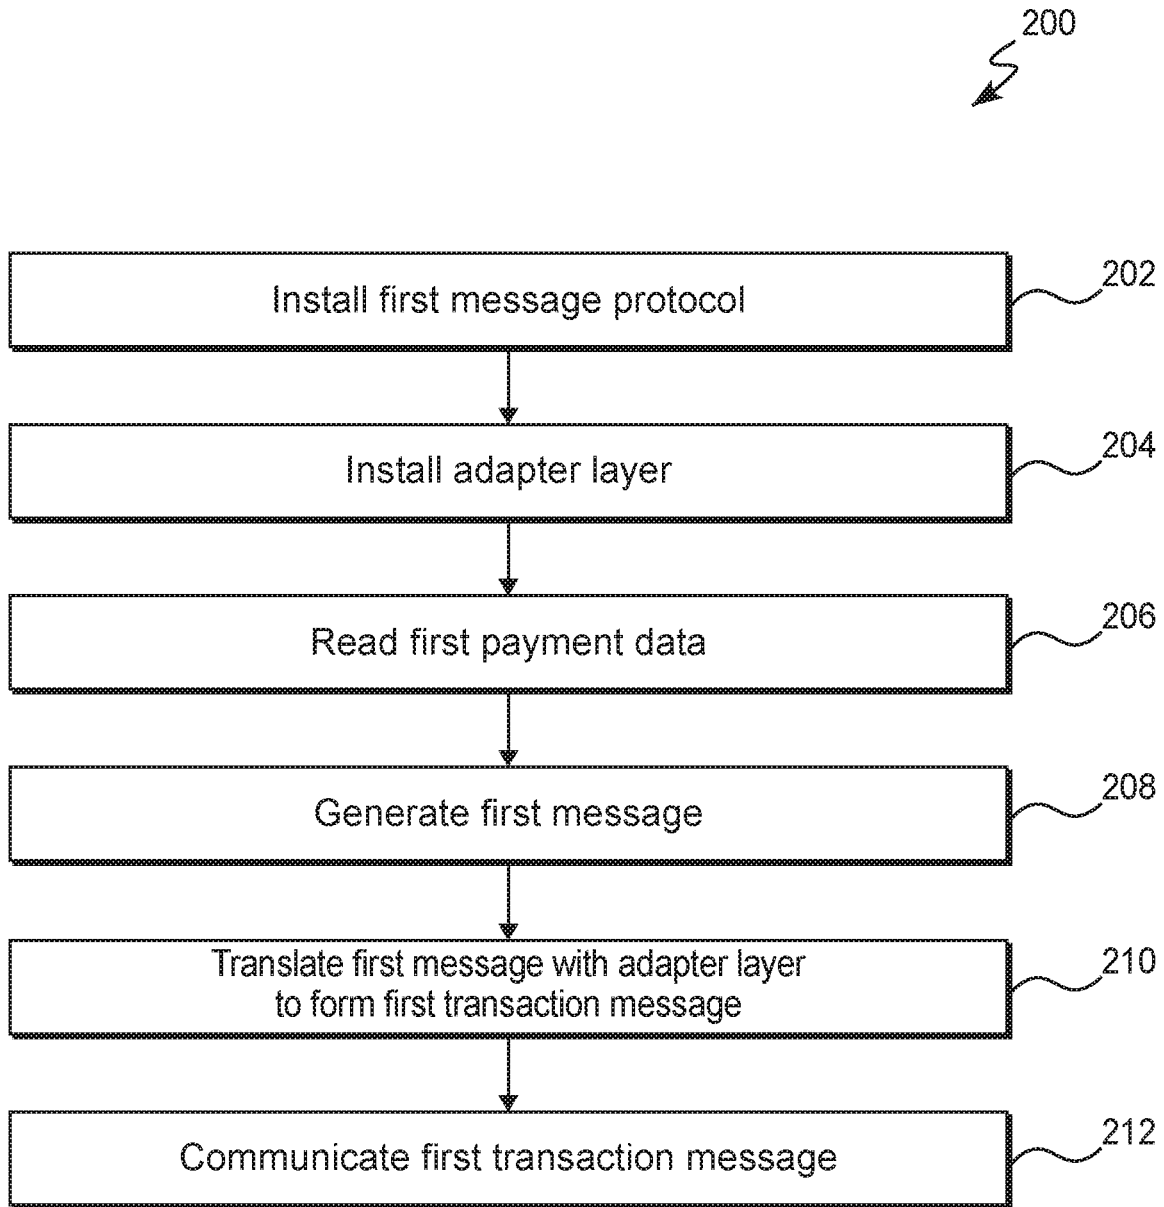 200
Install first message protocol
202
Install adapter layer
204
Read first payment data
206
Generate first message
208
Translate first message with adapter layer
to form first transaction message
210
Communicate first transaction message
212